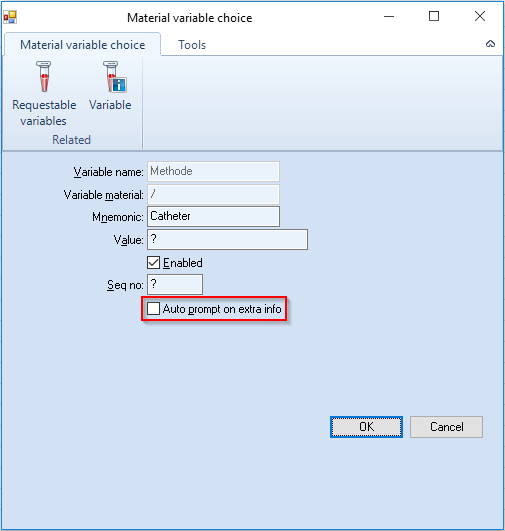 Material variable choice
Material variable choice
Tools
Requestable
variables
Variable
Related
Variable name: Methode
Variable material: /
Mnemonic: Catheter
Value: ?
Enabled
Seq no: ?
Auto prompt on extra info
OK
Cancel